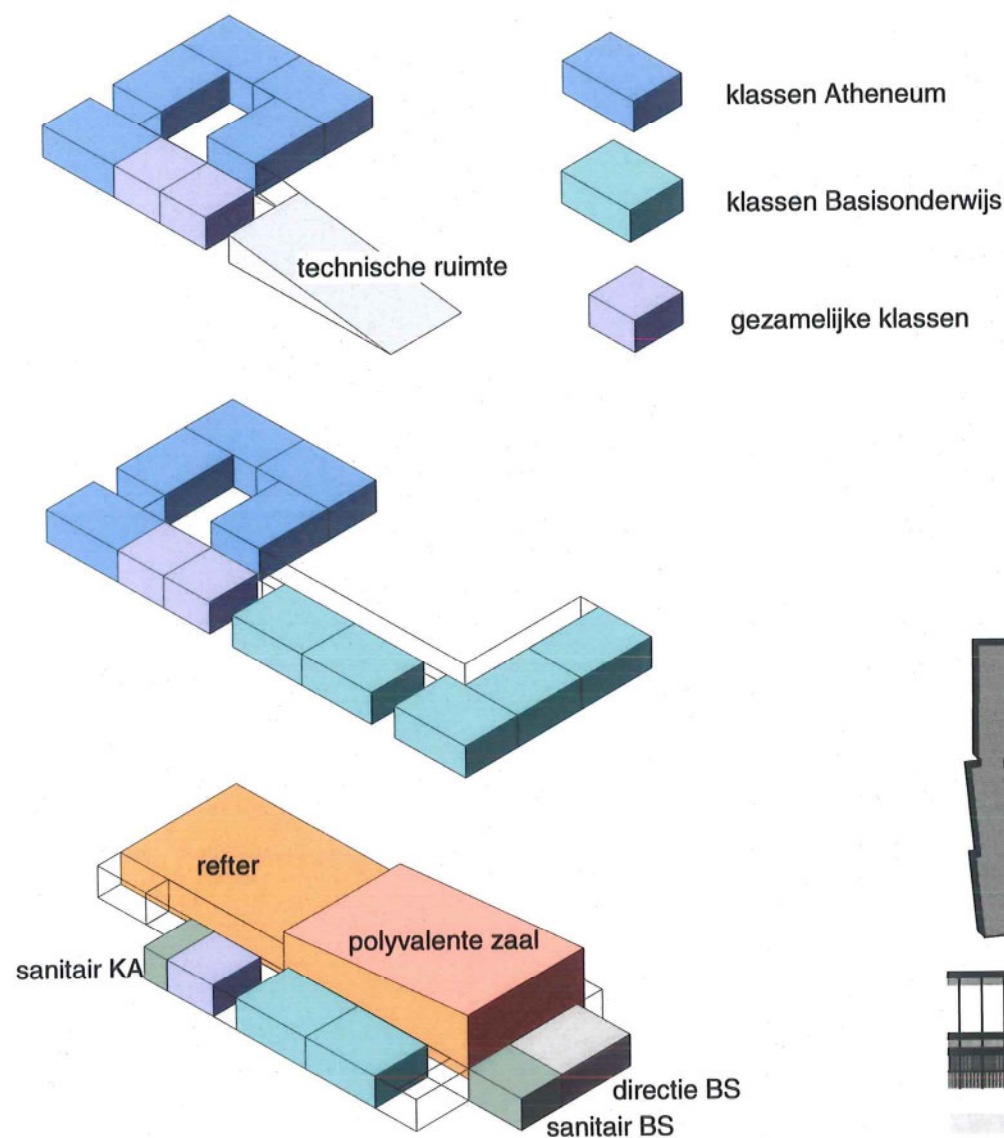 klassen Atheneum
klassen Basisonderwijs
technische ruimte
gezamelijke klassen
refter
polyvalente zaal
sanitair KA
directie BS
sanitair BS